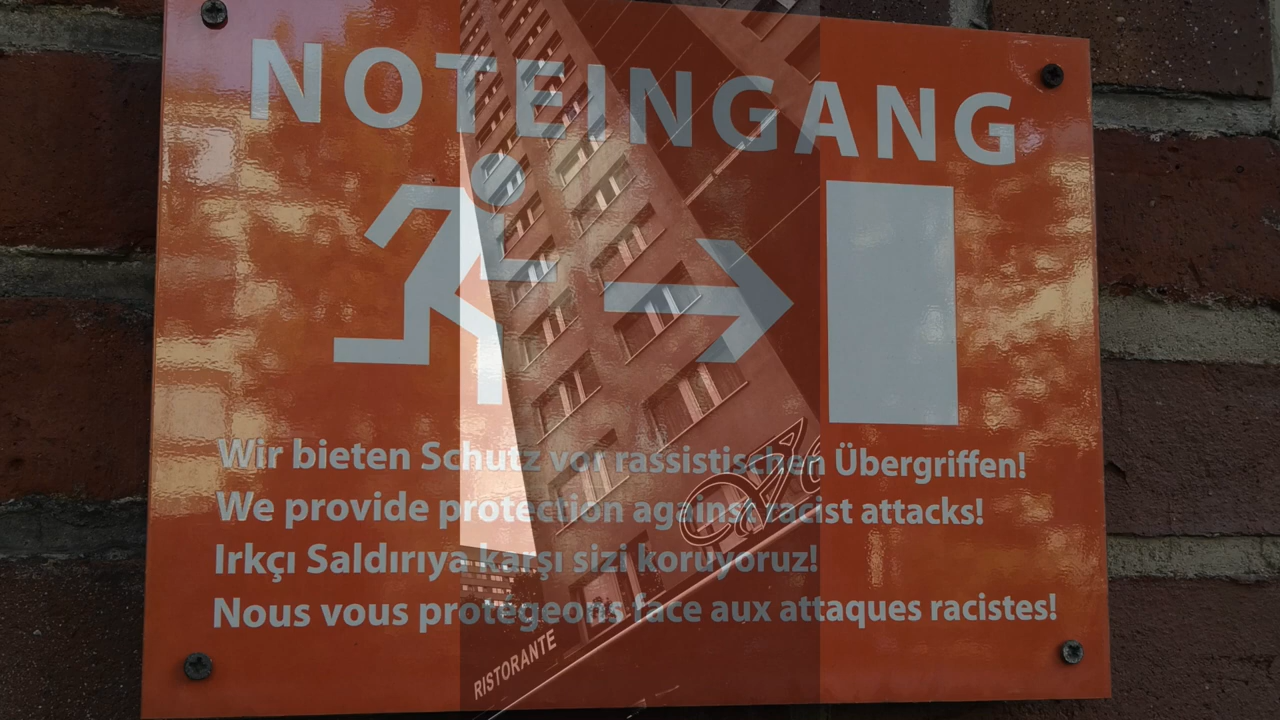 NOTEINGANG
Wir bieten Schutz vor rassistischen Übergriffen!
We provide protection against racist attacks!
Irkçı Saldırıya karşı sizi koruyoruz!
Nous vous protégeons face aux attaques racistes!
RISTORANTE